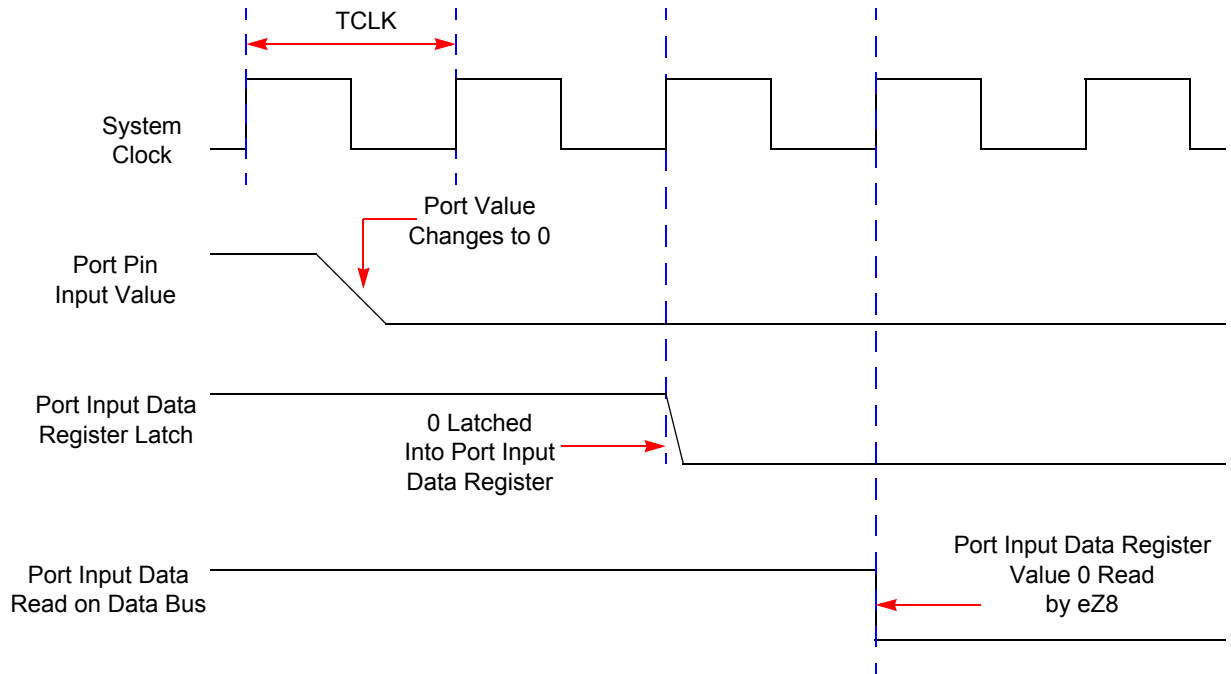 TCLK
System
Clock
Port Value
Changes to 0
Port Pin
Input Value
Port Input Data
Register Latch
0 Latched
Into Port Input
Data Register
Port Input Data
Read on Data Bus
Port Input Data Register
Value 0 Read
by eZ8